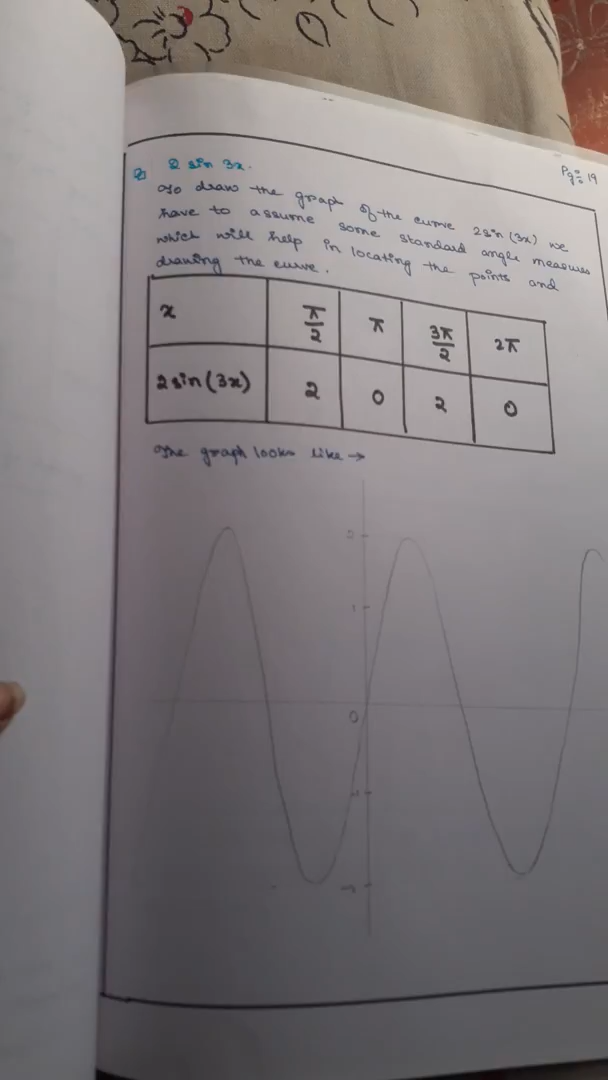 Pg: 19
2 sin 3x.
To draw the graph of the curve 2sin(3x) we
have to assume some standard angle measures
which will help in locating the points and
drawing the curve.
x π/2 π 3π/2 2π
2sin(3x) 2 0 2 0
The graph looks like →
2
1
0
-1